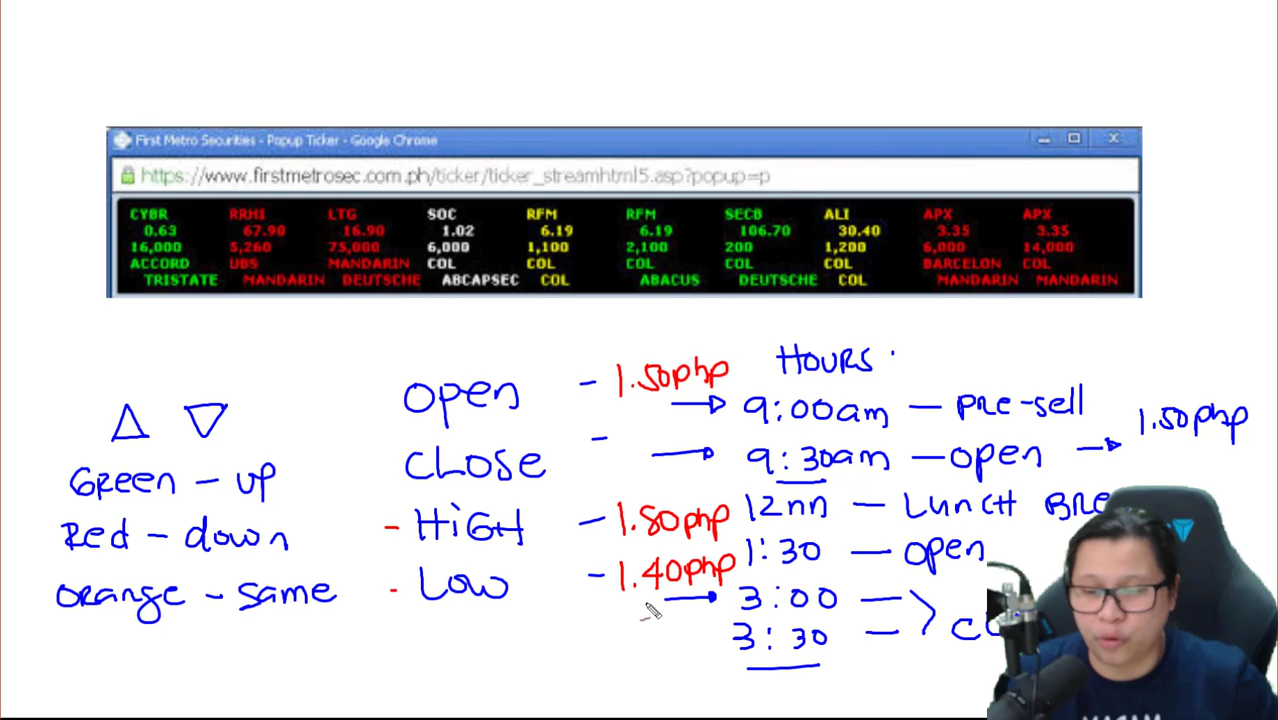 First Metro Securities - Popup Ticker - Google Chrome
https://www.firstmetrosec.com.ph/ticker/ticker_streamhtml5.asp?popup=p
CYBR RRHI LTG SOC RFM RFM SECB ALI APX APX
0.63 67.90 16.90 1.02 6.19 6.19 106.70 30.40 3.35 3.35
16,000 5,260 75,000 6,000 1,100 2,100 200 1,200 6,000 14,000
ACCORD UBS MANDARIN COL COL COL COL COL BARCELON COL
TRISTATE MANDARIN DEUTSCHE ABCAPSEC COL ABACUS DEUTSCHE COL MANDARIN MANDARIN
Green - up
Red - down
Orange - same
Open - 1.50php
Close -
- High - 1.80php
- Low - 1.40php
Hours
9:00am - pre-sell
9:30am - open 1.50php
12nn - Lunch Bre
1:30 - open
3:00 -
3:30 -